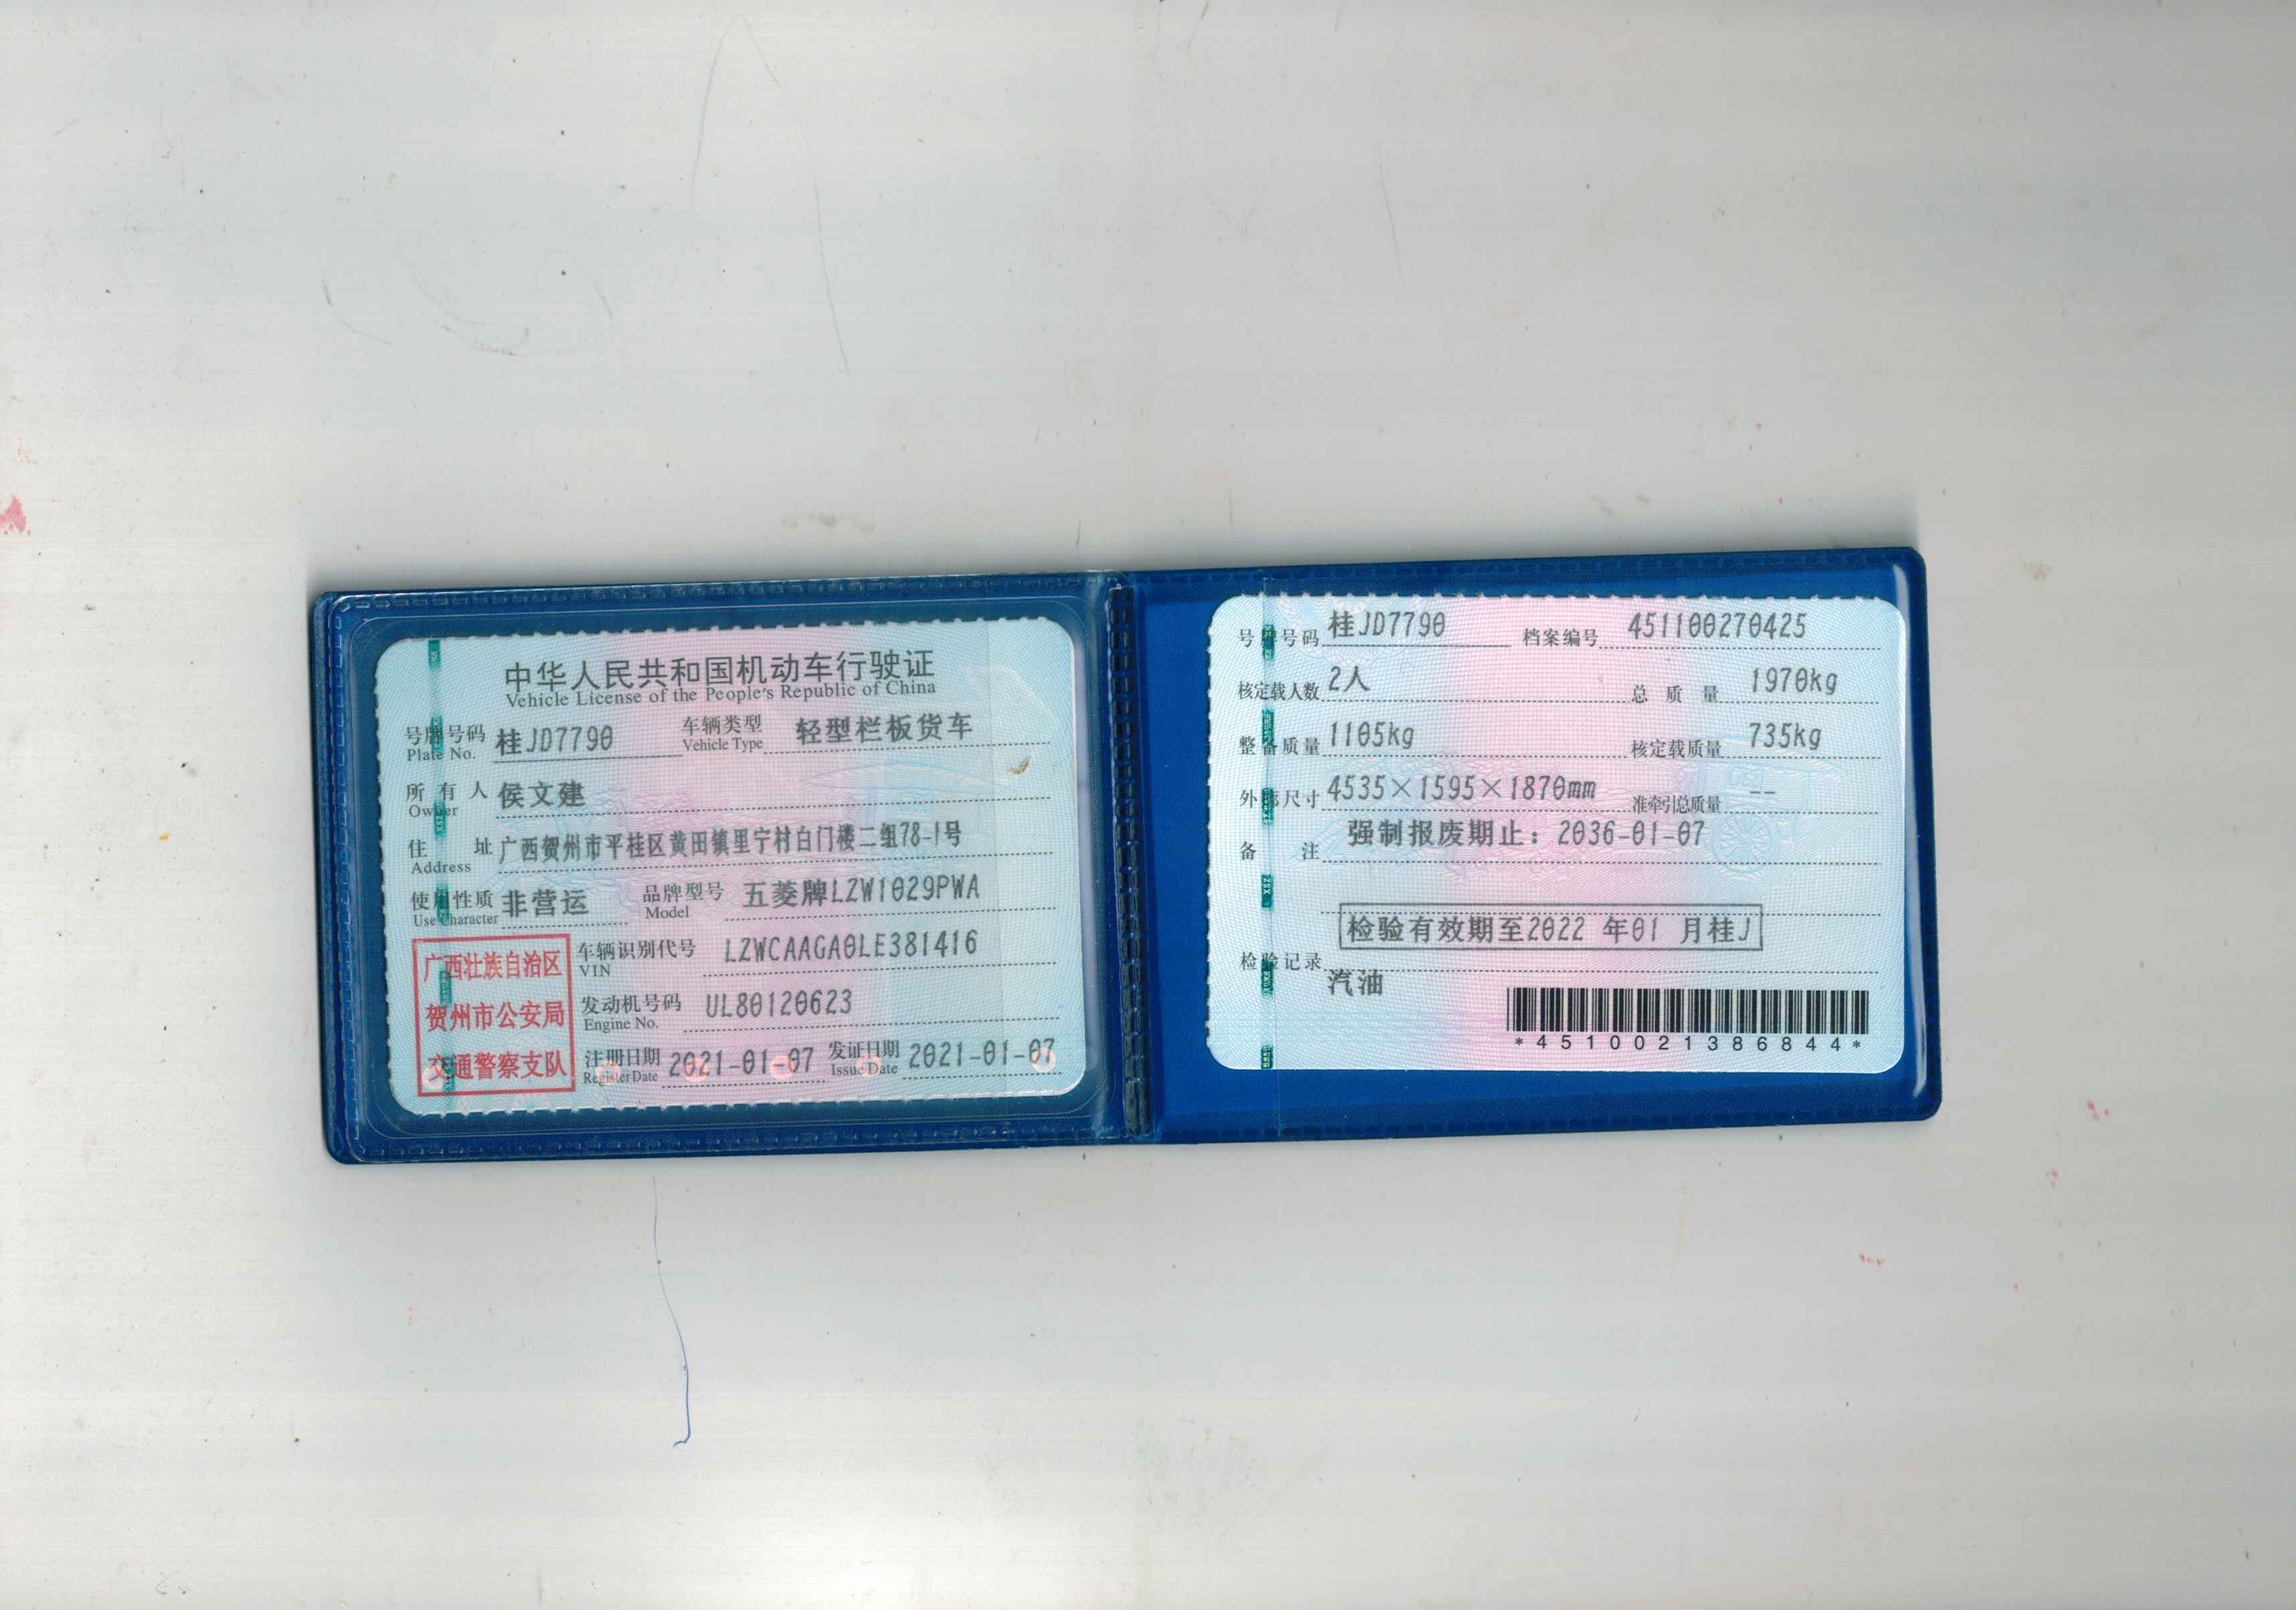 中华人民共和国机动车行驶证
Vehicle License of the People's Republic of China
号牌号码 桂JD7790 车辆类型 轻型栏板货车
Plate No. Vehicle Type
所有人 侯文建
Owner
住址 广西贺州市平桂区黄田镇里宁村白门楼二组78-1号
Address
使用性质 非营运 品牌型号 五菱牌LZW1029PWA
Use Character Model
广西壮族自治区
贺州市公安局
交通警察支队
车辆识别代号 LZWCAAGA0LE381416
VIN
发动机号码 UL80120623
Engine No.
注册日期 2021-01-07 发证日期 2021-01-07
Register Date Issue Date
号牌号码 桂JD7790 档案编号 451100270425
核定载人数 2人 总质量 1970kg
整备质量 1105kg 核定载质量 735kg
外廓尺寸 4535×1595×1870mm 准牵引总质量 --
备注 强制报废期止：2036-01-07
检验有效期至2022 年01 月桂J
检验记录
汽油
*4510021386844*